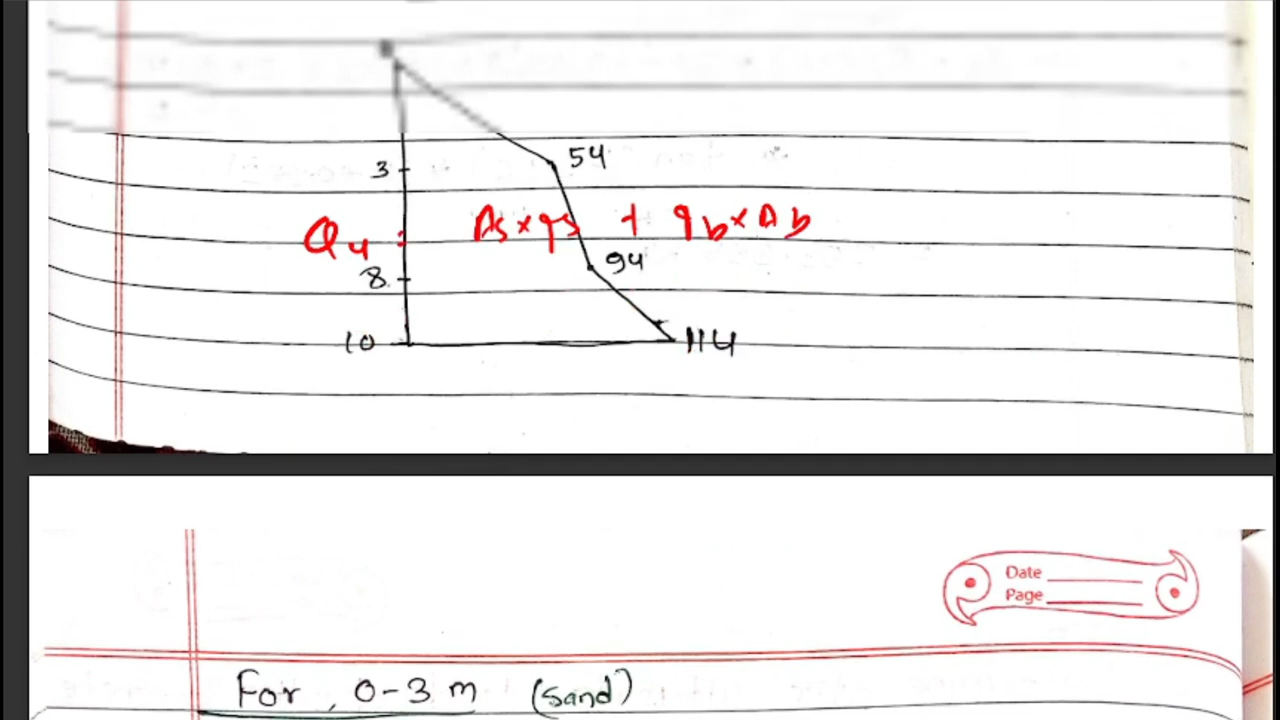 3
54
Qu As×qs + qb×Ab
94
8
10
114
Date
Page
For, 0-3 m (sand)